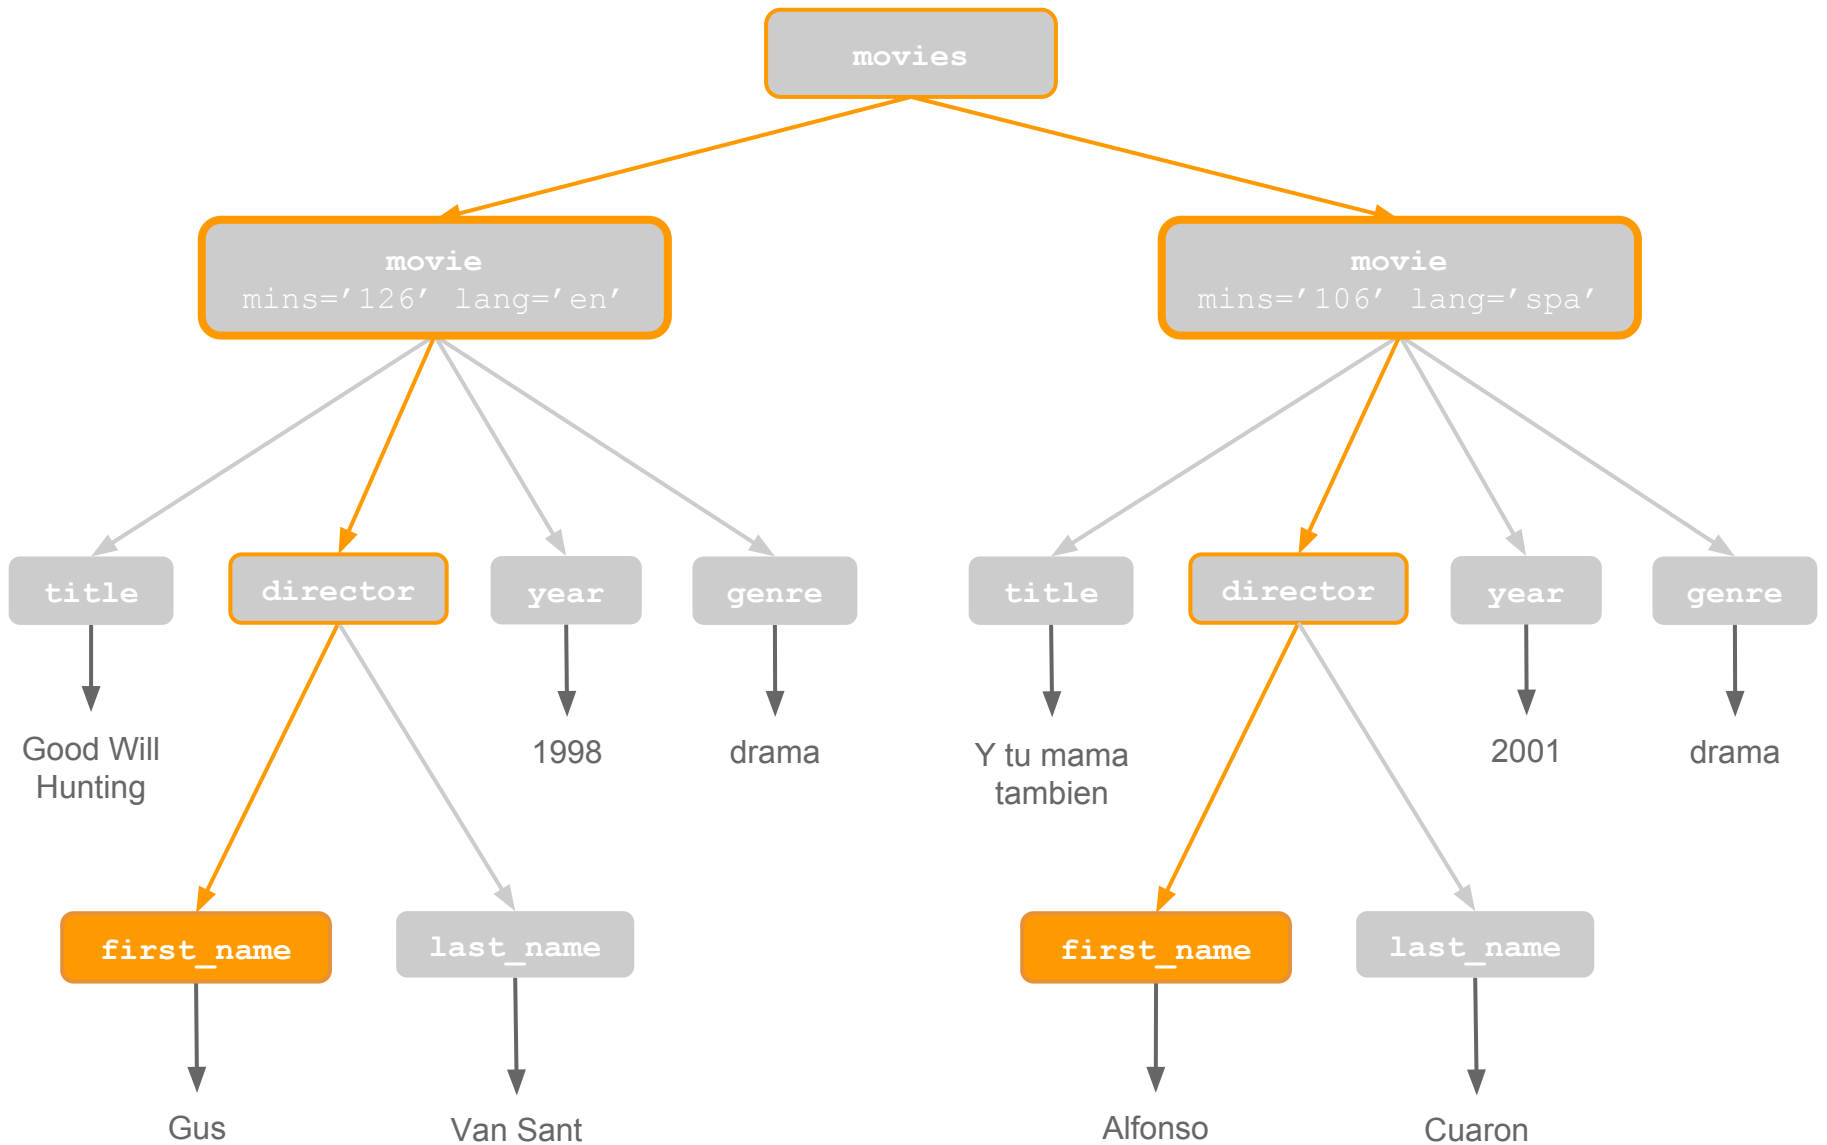 movies
movie
mins=’126’ lang=’en’
movie
mins=’106’ lang=’spa’
title
director
year
genre
title
director
year
genre
Good Will
Hunting
1998
drama
Y tu mama
tambien
2001
drama
first_name
last_name
first_name
last_name
Gus
Van Sant
Alfonso
Cuaron